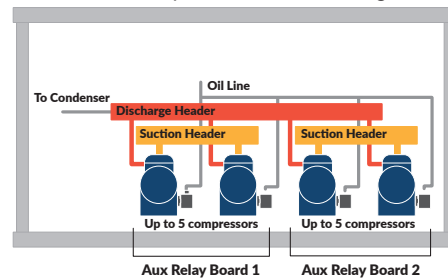 Oil Line
To Condenser
Discharge Header
Suction Header
Suction Header
Up to 5 compressors
Up to 5 compressors
Aux Relay Board 1
Aux Relay Board 2